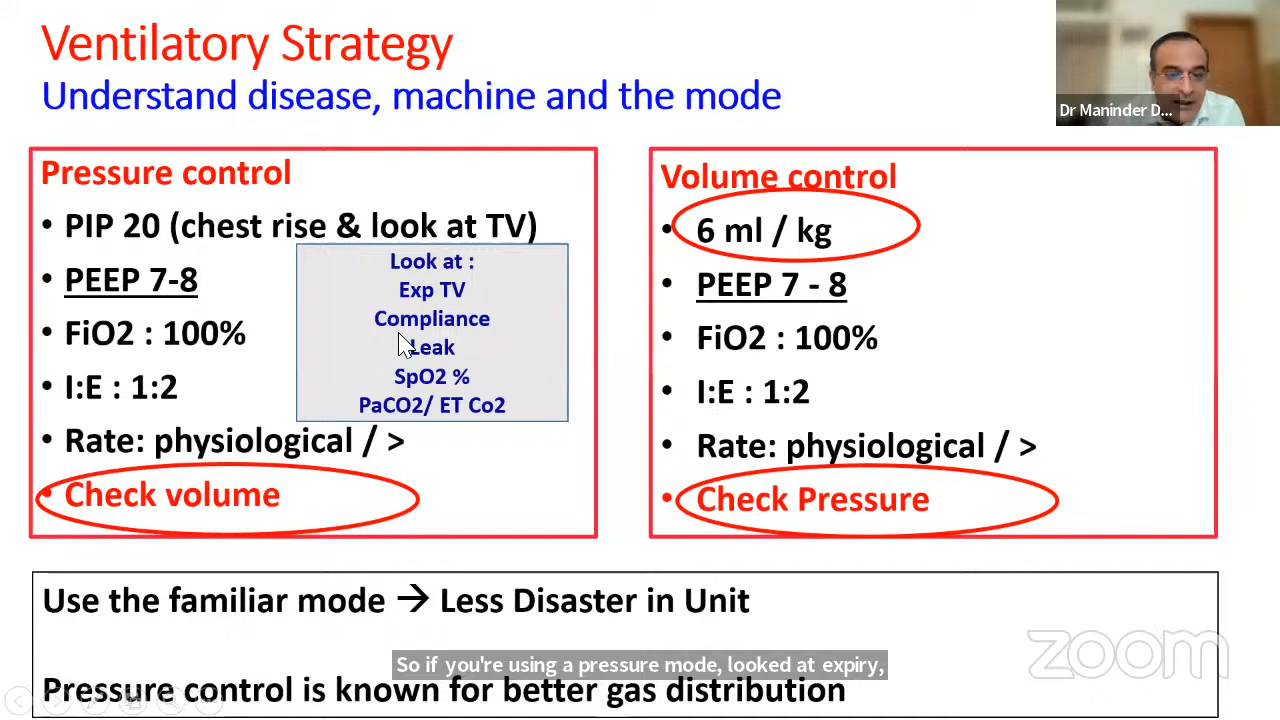 Ventilatory Strategy
Understand disease, machine and the mode
Dr Maninder D...
Pressure control
• PIP 20 (chest rise & look at TV)
• PEEP 7-8
• FiO2 : 100%
• I:E : 1:2
• Rate: physiological / >
• Check volume
Look at :
Exp TV
Compliance
Leak
SpO2 %
PaCO2/ ET Co2
Volume control
• 6 ml / kg
• PEEP 7 - 8
• FiO2 : 100%
• I:E : 1:2
• Rate: physiological / >
• Check Pressure
Use the familiar mode → Less Disaster in Unit
zoom
So if you're using a pressure mode, looked at expiry,
Pressure control is known for better gas distribution